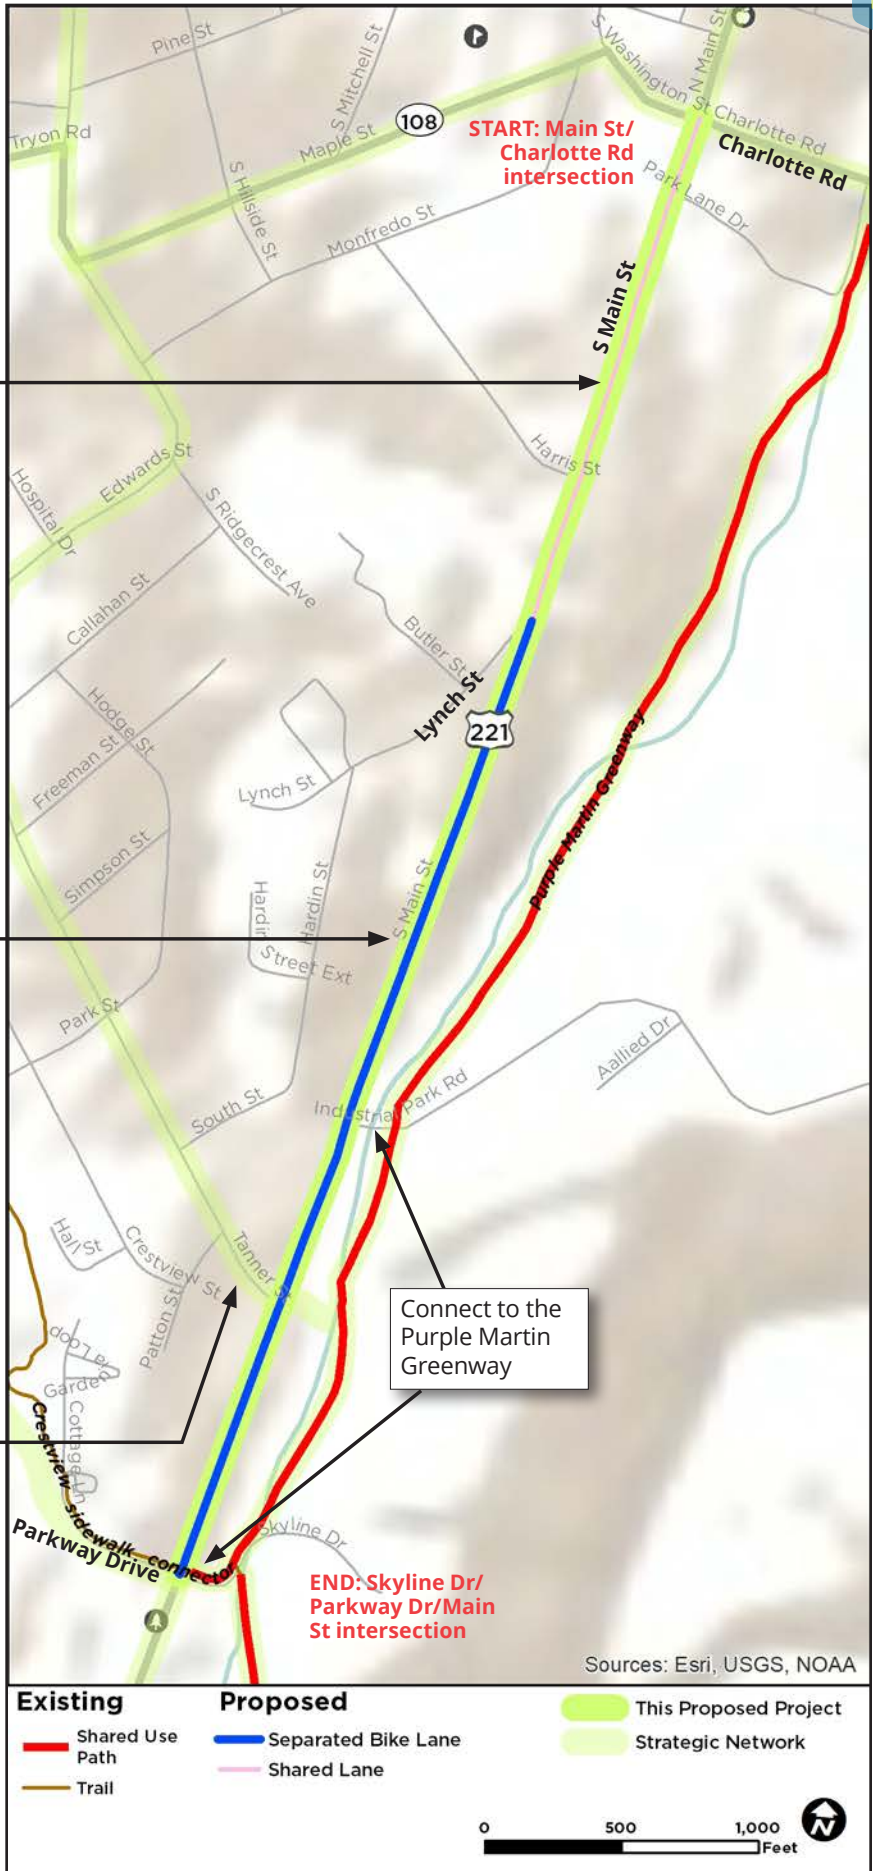 Pine St
S Mitchell St
S Washington St
N Main St
108
Tryon Rd
Maple St
START: Main St/
Charlotte Rd
intersection
Charlotte Rd
Charlotte Rd
Park Lane Dr
S Hillside St
Monfredo St
S Main St
Harris St
Edwards St
Hospital Dr
S Ridgecrest Ave
Callahan St
Butler St
Lynch St
221
Hodge St
Freeman St
Lynch St
Purple Martin Greenway
Simpson St
S Main St
Hardin St
Hardin
Street Ext
Park St
Aallied Dr
Industrial Park Rd
South St
Hall St
Crestview St
Tanner St
Patton St
Connect to the
Purple Martin
Greenway
Garden
Loop
Cottage Ln
Crestview sidewalk connector
Parkway Drive
Skyline Dr
END: Skyline Dr/
Parkway Dr/Main
St intersection
Sources: Esri, USGS, NOAA
Existing
Shared Use
Path
Trail
Proposed
Separated Bike Lane
Shared Lane
This Proposed Project
Strategic Network
0 500 1,000
Feet
N